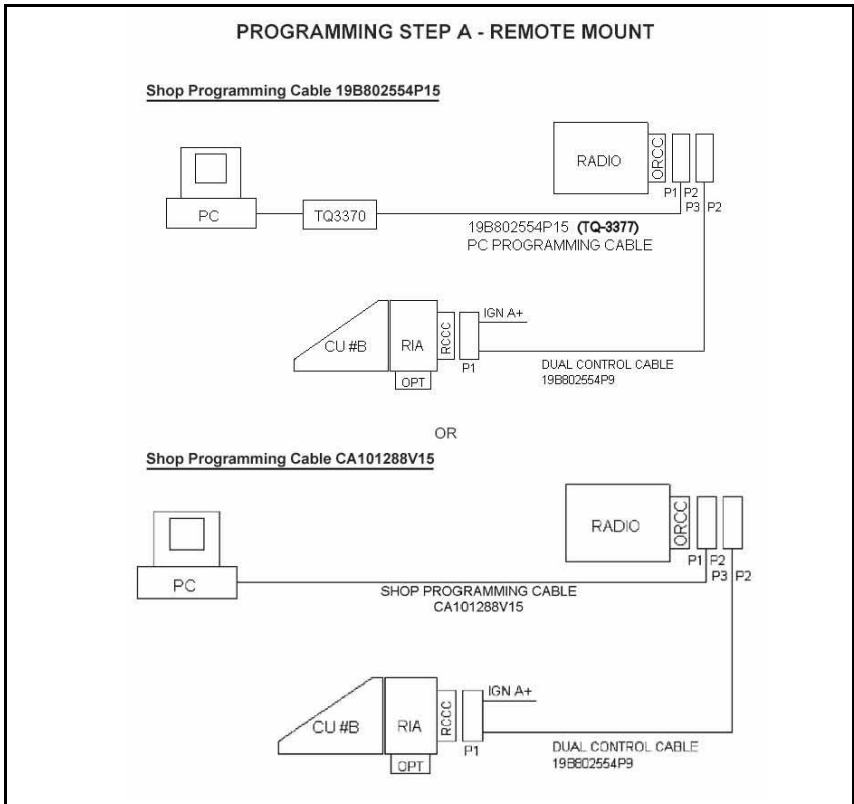 PROGRAMMING STEP A - REMOTE MOUNT
Shop Programming Cable 19B802554P15
RADIO
ORCC
P1 P2
P3 P2
PC
TQ3370
19B802554P15 (TQ-3377)
PC PROGRAMMING CABLE
CU #B
RIA
RCCC
IGN A+
P1
OPT
DUAL CONTROL CABLE
19B802554P9
OR
Shop Programming Cable CA101288V15
RADIO
ORCC
P1 P2
P3 P2
PC
SHOP PROGRAMMING CABLE
CA101288V15
CU #B
RIA
RCCC
IGN A+
P1
OPT
DUAL CONTROL CABLE
19B802554P9